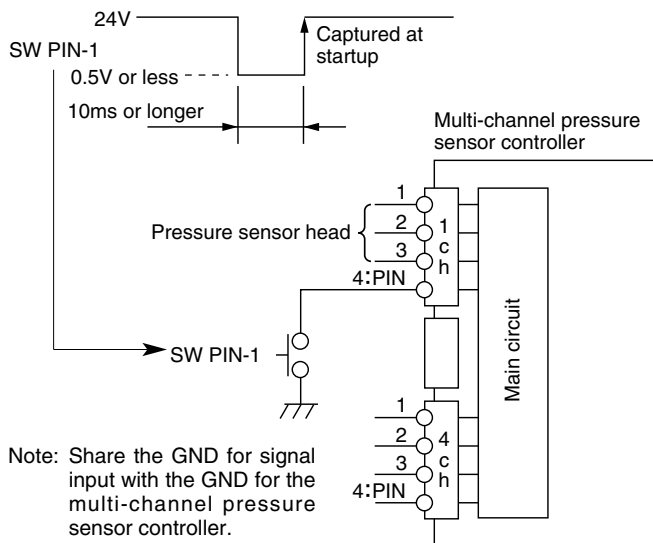 24V
Captured at
startup
SW PIN-1
0.5V or less
10ms or longer
Multi-channel pressure
sensor controller
1
2
3
4:PIN
Pressure sensor head
1
c
h
Main circuit
SW PIN-1
1
2
3
4:PIN
4
c
h
Note: Share the GND for signal
input with the GND for the
multi-channel pressure
sensor controller.